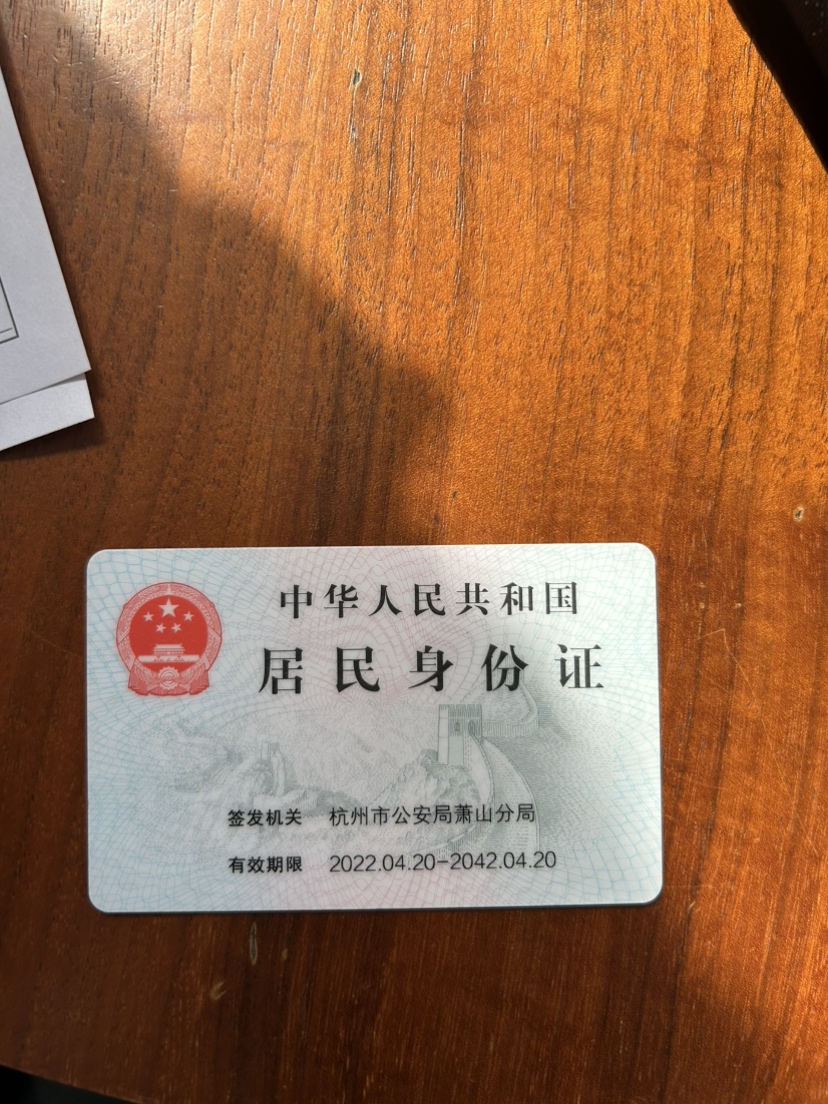 中华人民共和国
居民身份证
签发机关 杭州市公安局萧山分局
有效期限 2022.04.20-2042.04.20